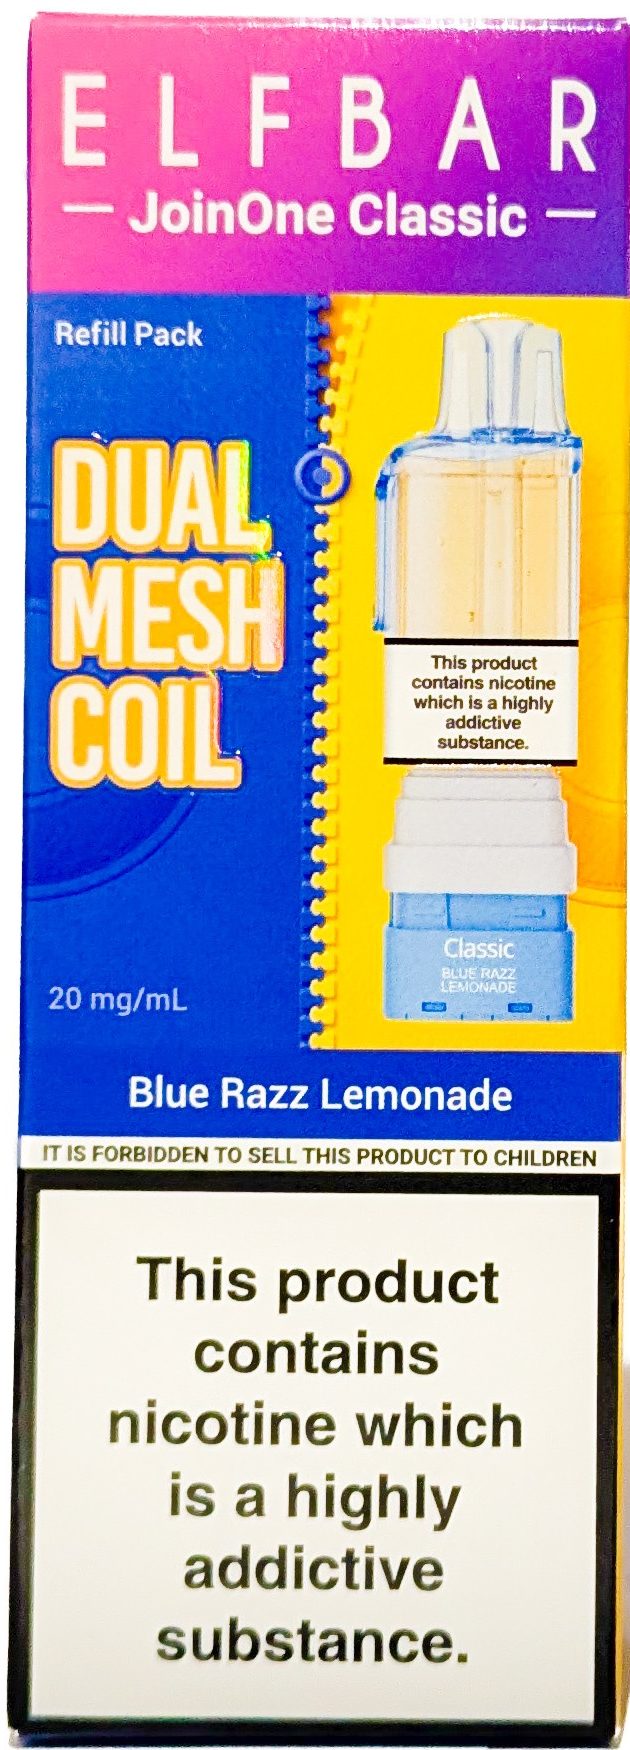 ELFBAR
JoinOne Classic
Refill Pack
DUAL
MESH
COIL
This product
contains nicotine
which is a highly
addictive
substance.
Classic
BLUE RAZZ
LEMONADE
20 mg/mL
Blue Razz Lemonade
IT IS FORBIDDEN TO SELL THIS PRODUCT TO CHILDREN
This product
contains
nicotine which
is a highly
addictive
substance.